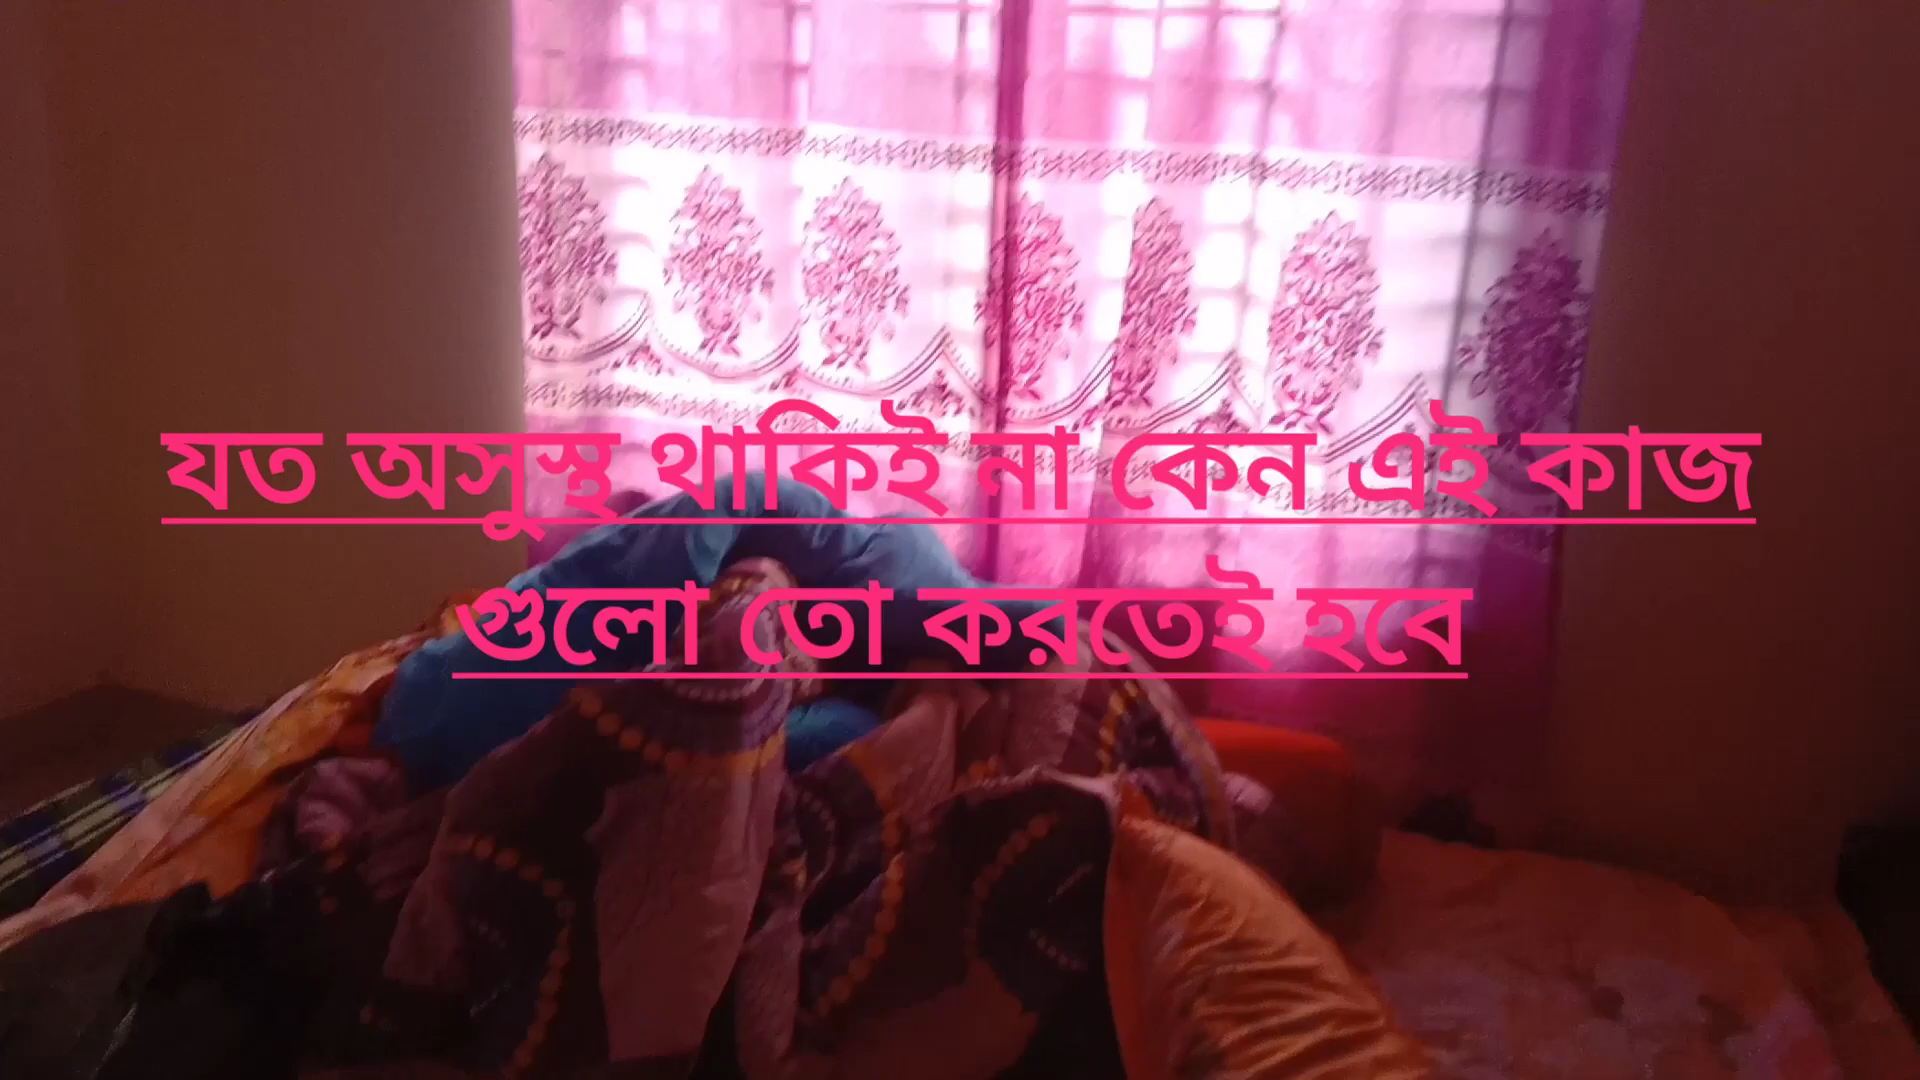 যত অসুস্থ থাকিই না কেন এই কাজ
গুলো তো করতেই হবে